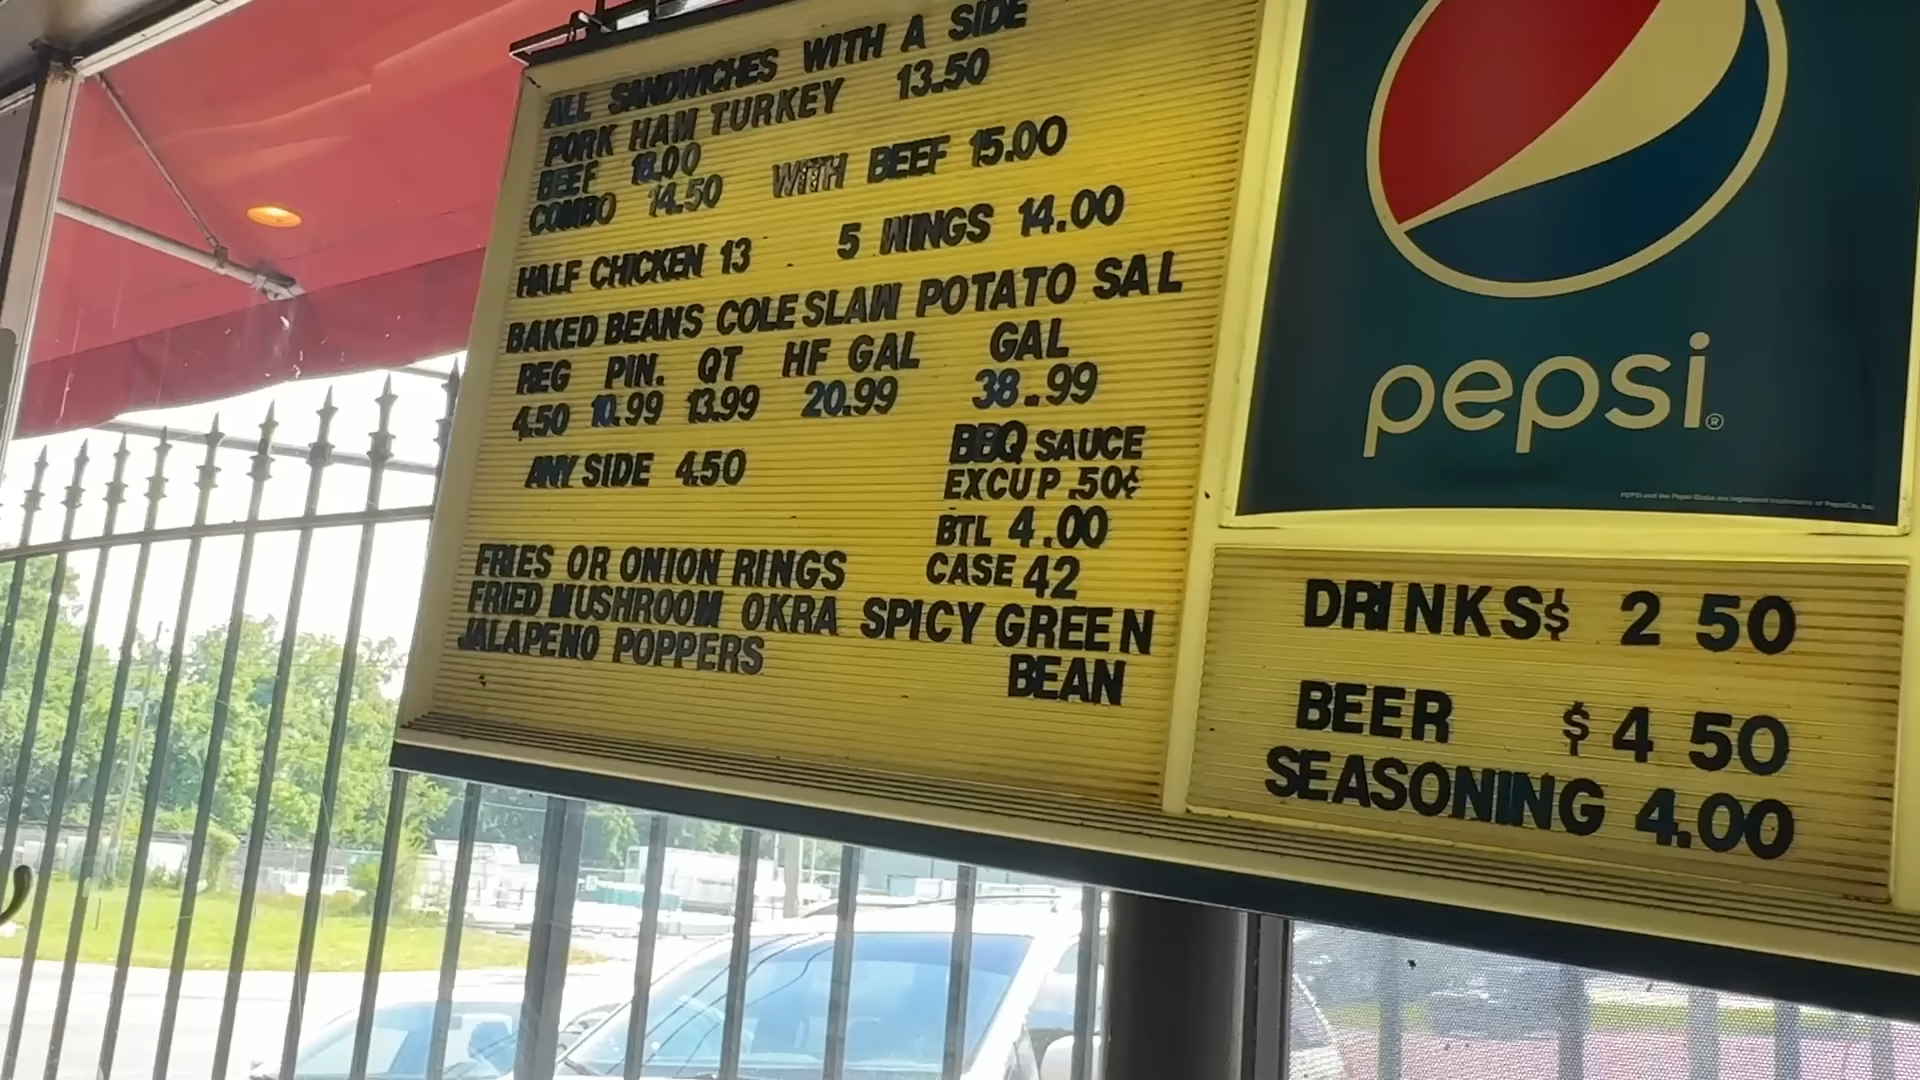 ALL SANDWICHES WITH A SIDE
PORK HAM TURKEY 13.50
BEEF 18.00
COMBO 14.50 WITH BEEF 15.00
HALF CHICKEN 13 5 WINGS 14.00
BAKED BEANS COLE SLAW POTATO SAL
REG PIN. QT HF GAL GAL
4.50 10.99 13.99 20.99 38.99
ANY SIDE 4.50
BBQ SAUCE
EXCUP .50¢
BTL 4.00
CASE 42
FRIES OR ONION RINGS
FRIED MUSHROOM OKRA SPICY GREEN
BEAN
JALAPENO POPPERS
pepsi®
DRINKS$ 2 50
BEER $4 50
SEASONING 4.00